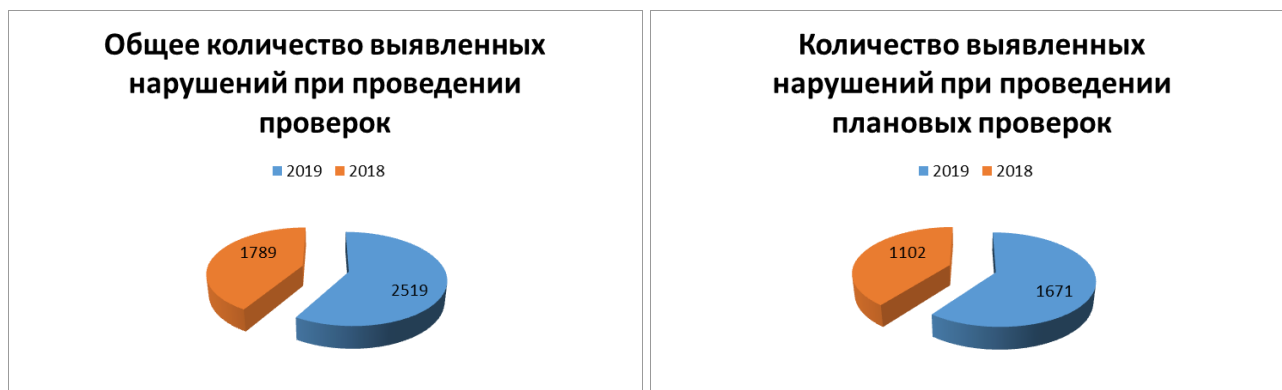 Общее количество выявленных
нарушений при проведении
проверок
2019 2018
1789
2519
Количество выявленных
нарушений при проведении
плановых проверок
2019 2018
1102
1671